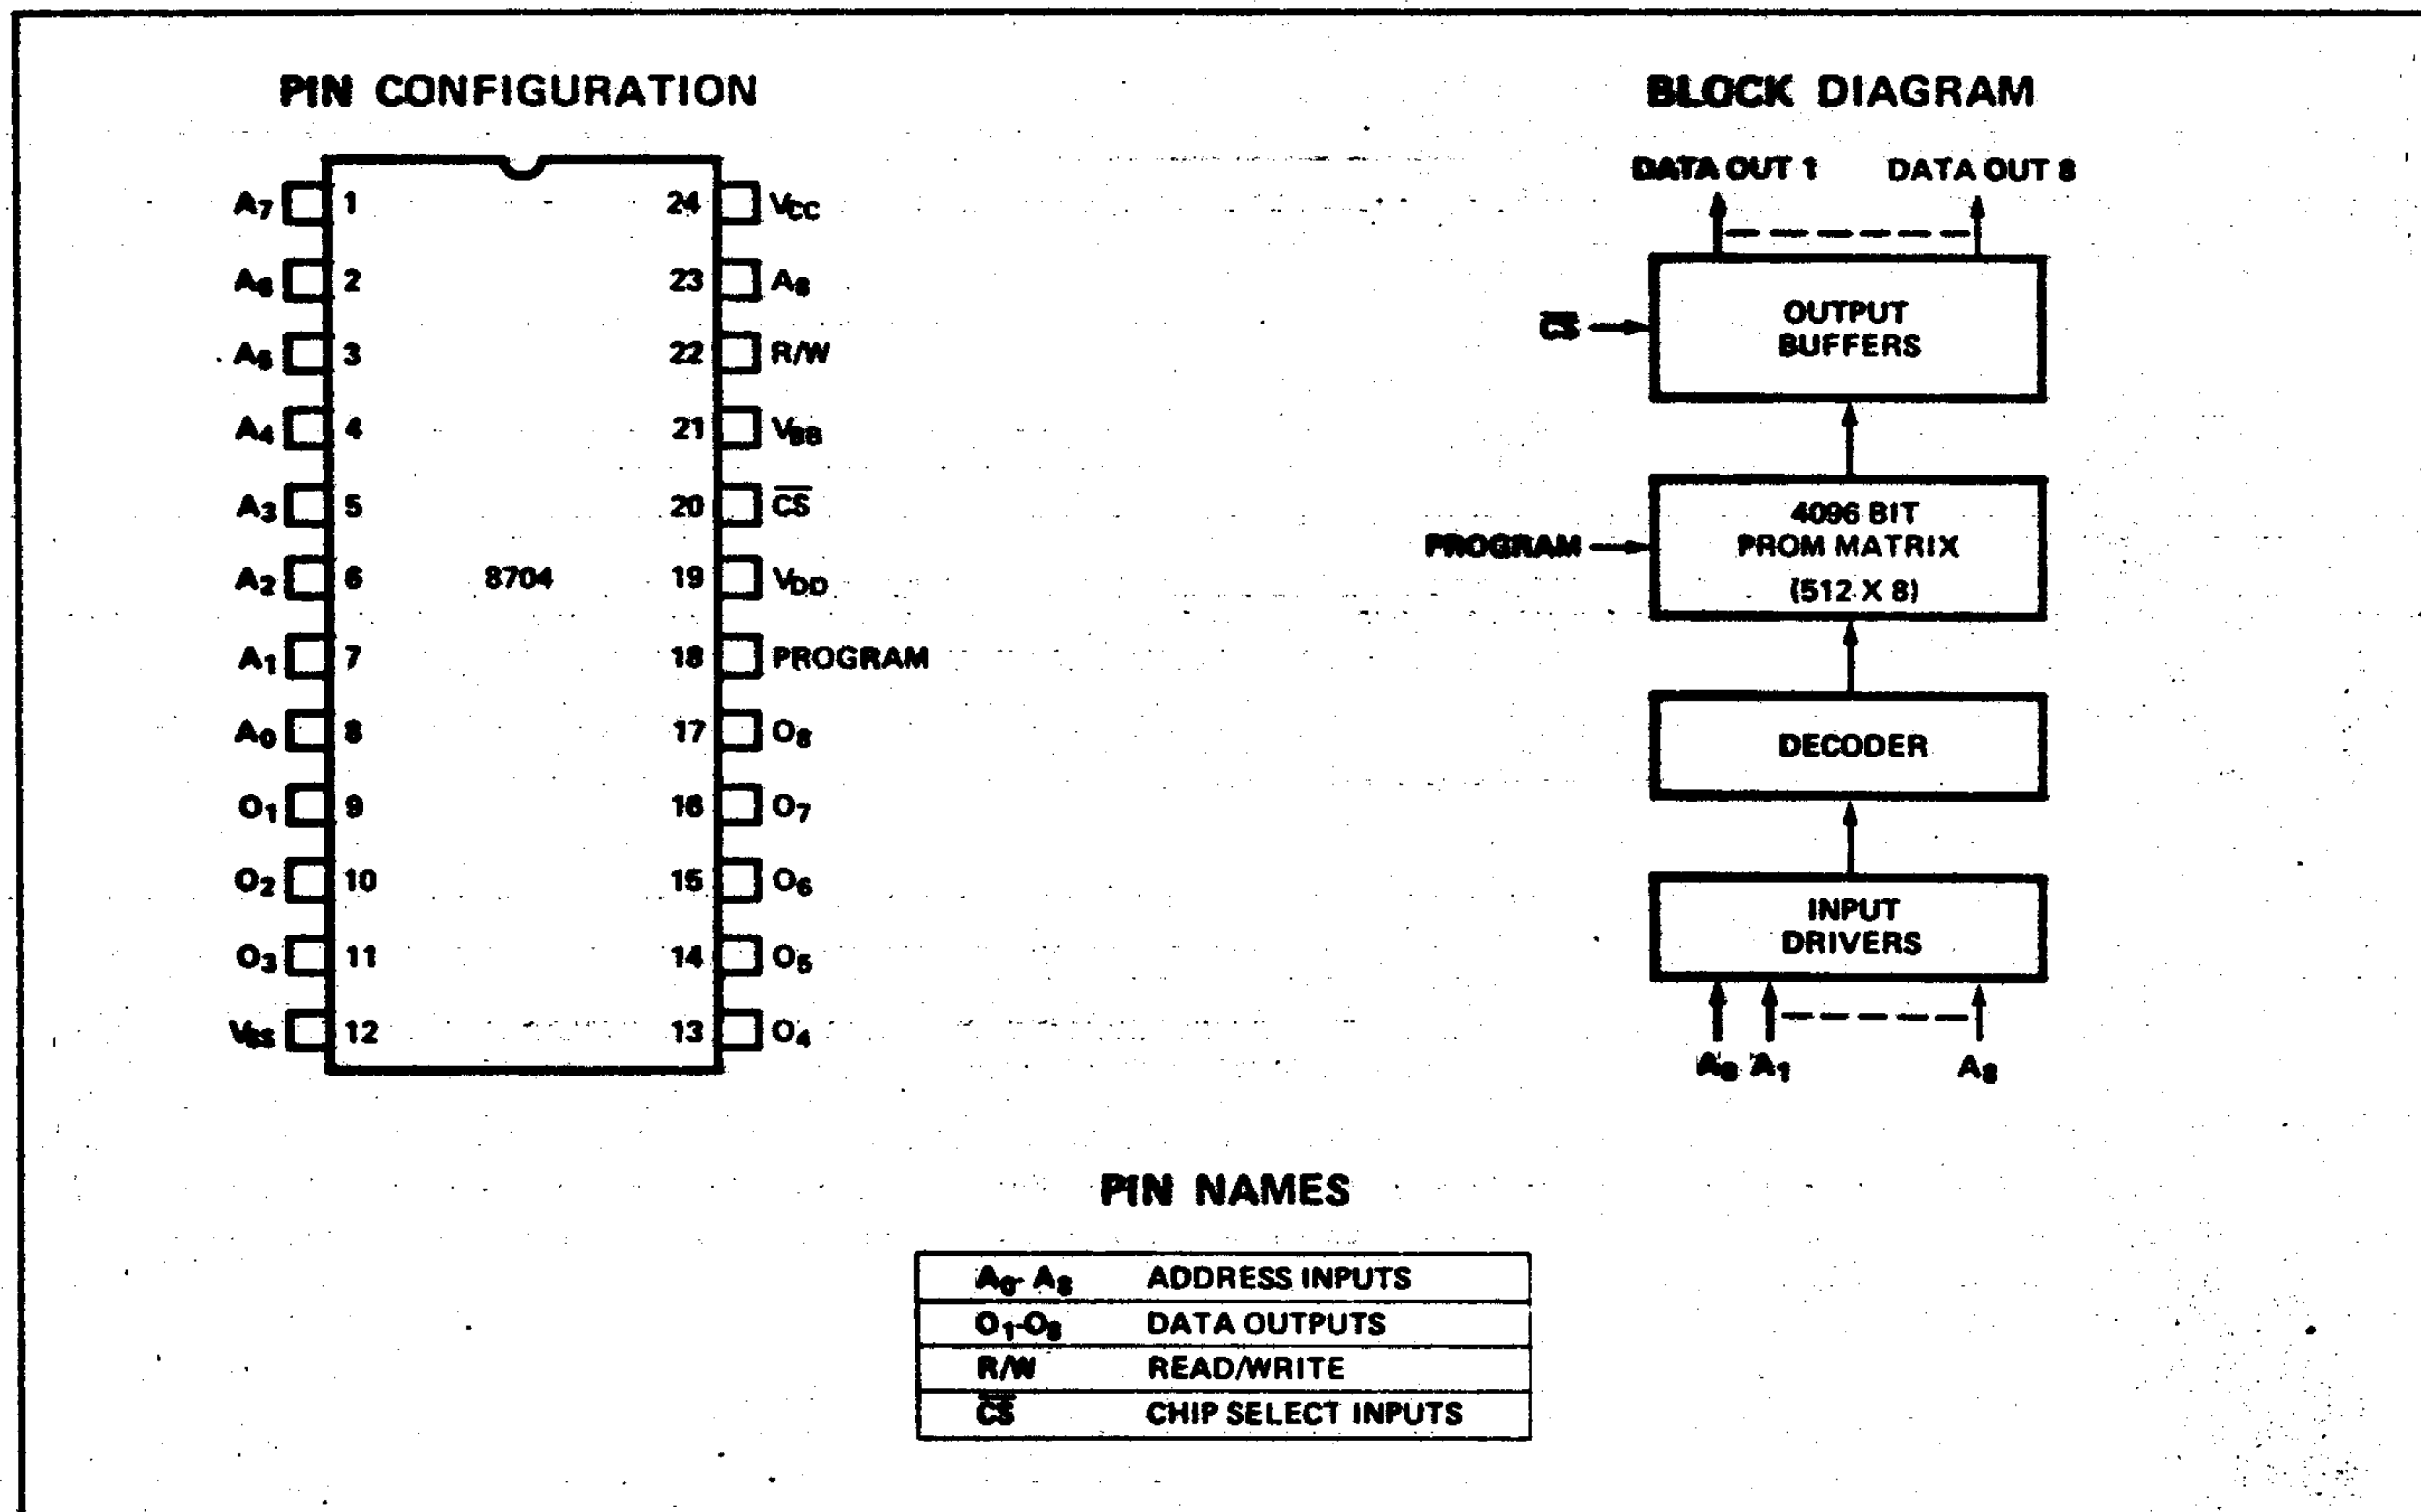 PIN CONFIGURATION
A7 1 24 VCC
A6 2 23 A8
A5 3 22 R/W
A4 4 21 VBB
A3 5 20 C̅S̅
A2 6 8704 19 VDD
A1 7 18 PROGRAM
A0 8 17 O8
O1 9 16 O7
O2 10 15 O6
O3 11 14 O5
VSS 12 13 O4
BLOCK DIAGRAM
DATA OUT 1 DATA OUT 8
C̅S̅
OUTPUT
BUFFERS
PROGRAM
4096 BIT
PROM MATRIX
(512 X 8)
DECODER
INPUT
DRIVERS
A0 A1 A8
PIN NAMES
A0-A8 ADDRESS INPUTS
O1-O8 DATA OUTPUTS
R/W READ/WRITE
C̅S̅ CHIP SELECT INPUTS